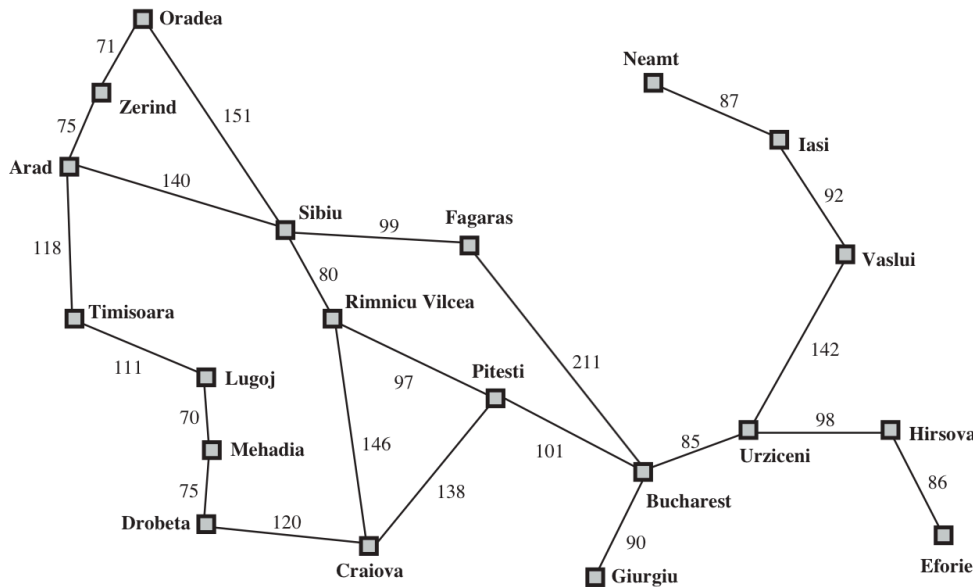 Oradea
71
Neamt
87
Zerind
151
75
Iasi
Arad
140
92
Sibiu
99
Fagaras
118
80
Vaslui
Timisoara
Rimnicu Vilcea
142
111
211
Lugoj
97
Pitesti
70
98
Hirsova
146
101
85
Urziceni
Mehadia
86
75
138
Bucharest
Drobeta
120
90
Craiova
Giurgiu
Eforie